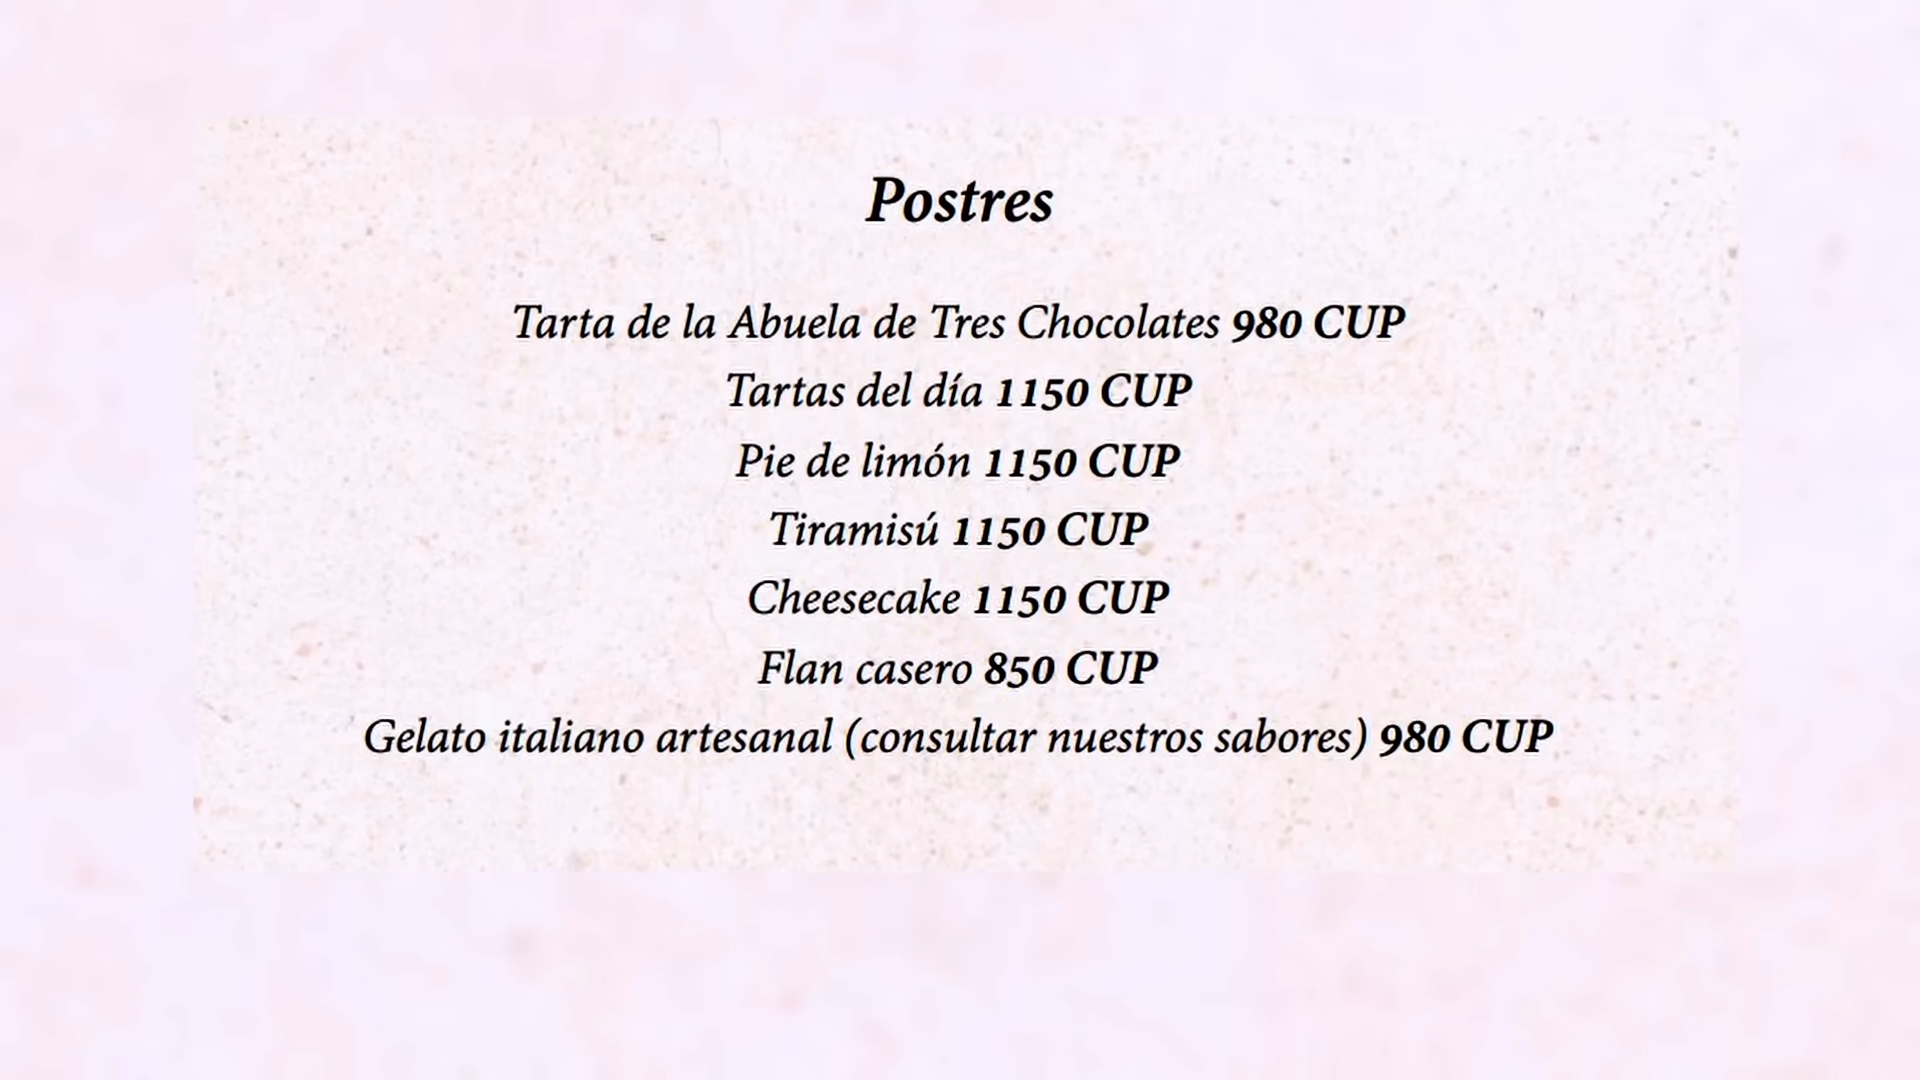 Postres
Tarta de la Abuela de Tres Chocolates 980 CUP
Tartas del día 1150 CUP
Pie de limón 1150 CUP
Tiramisú 1150 CUP
Cheesecake 1150 CUP
Flan casero 850 CUP
Gelato italiano artesanal (consultar nuestros sabores) 980 CUP